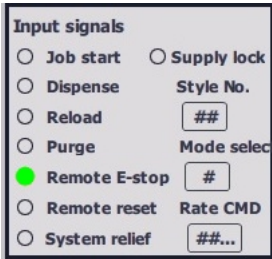 Input signals
Job start Supply lock
Dispense Style No.
Reload ##
Purge Mode selec
Remote E-stop #
Remote reset Rate CMD
System relief ##...